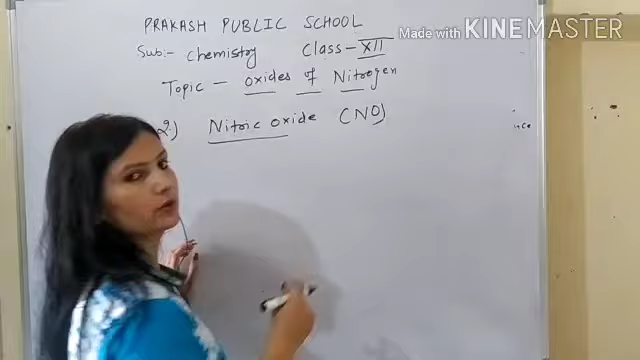 PRAKASH PUBLIC SCHOOL
Made with KINEMASTER
Sub:- Chemistry Class - XII
Topic - Oxides of Nitrogen
2.) Nitric oxide (NO)